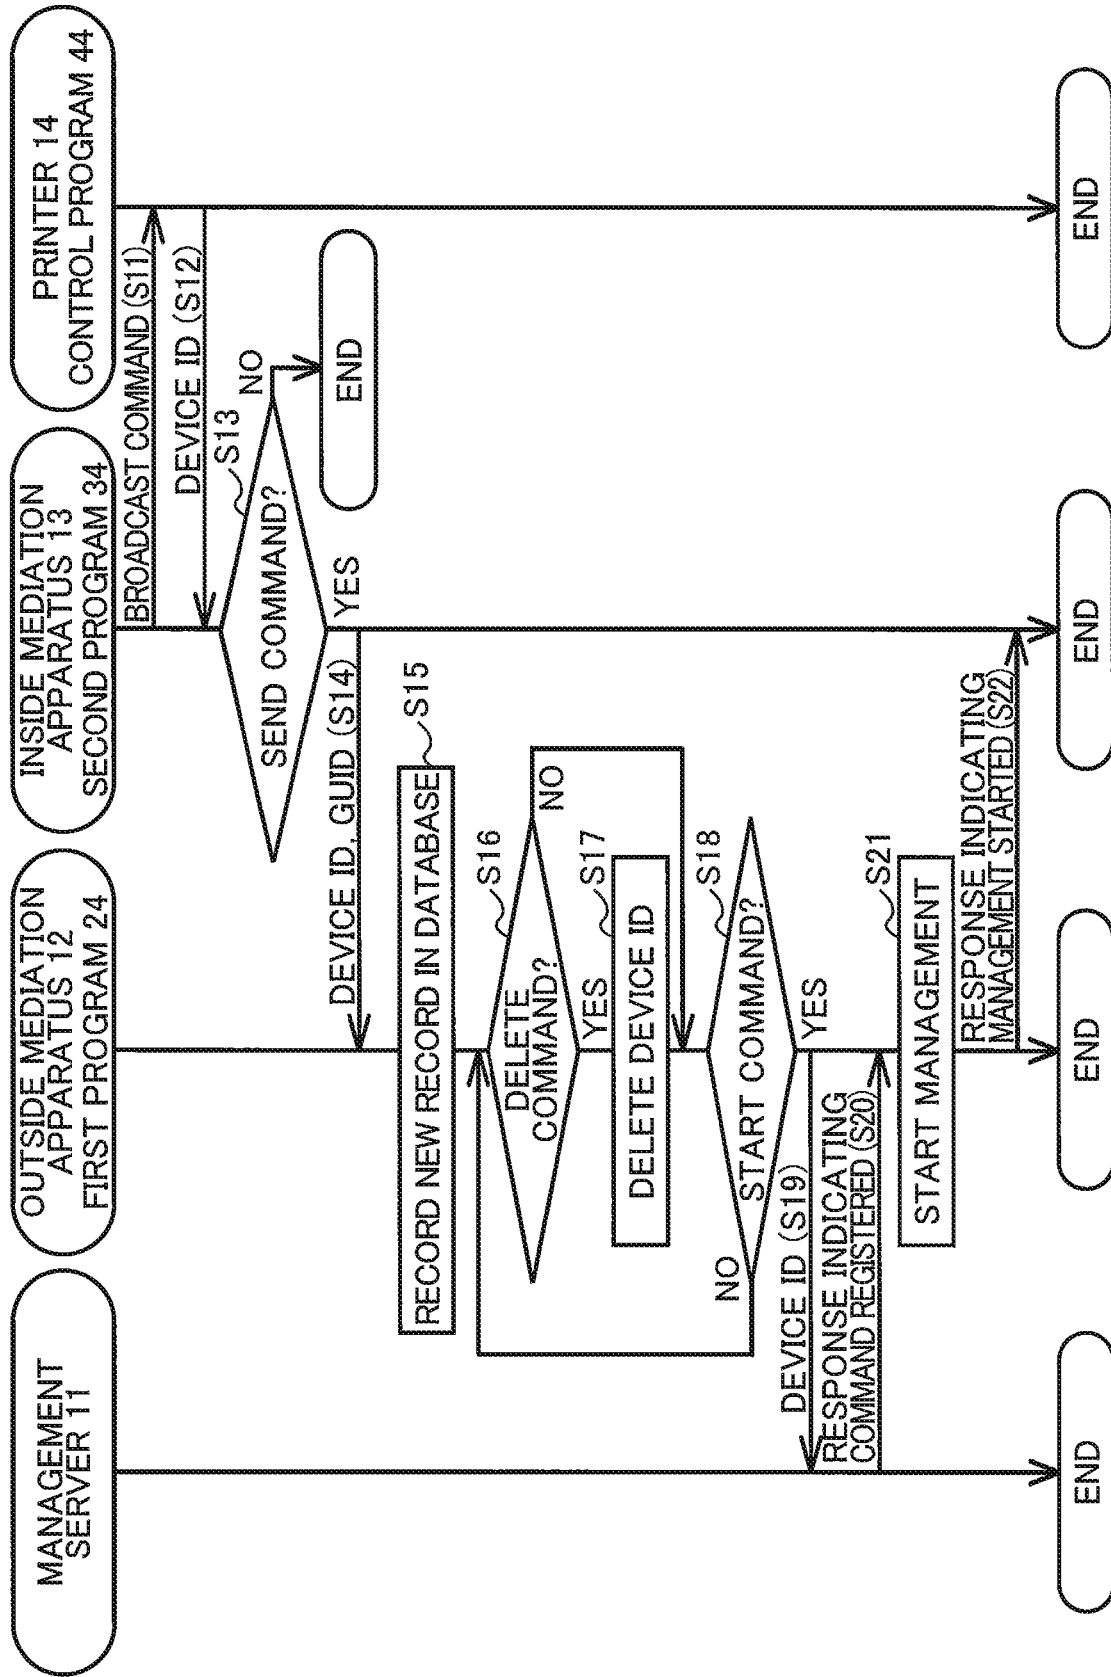 MANAGEMENT
SERVER 11
OUTSIDE MEDIATION
APPARATUS 12
FIRST PROGRAM 24
INSIDE MEDIATION
APPARATUS 13
SECOND PROGRAM 34
PRINTER 14
CONTROL PROGRAM 44
BROADCAST COMMAND (S11)
DEVICE ID (S12)
S13
SEND COMMAND?
NO
END
YES
DEVICE ID, GUID (S14)
S15
RECORD NEW RECORD IN DATABASE
S16
DELETE
COMMAND?
NO
YES
S17
DELETE DEVICE ID
S18
START COMMAND?
NO
YES
DEVICE ID (S19)
RESPONSE INDICATING
COMMAND REGISTERED (S20)
S21
START MANAGEMENT
RESPONSE INDICATING
MANAGEMENT STARTED (S22)
END
END
END
END